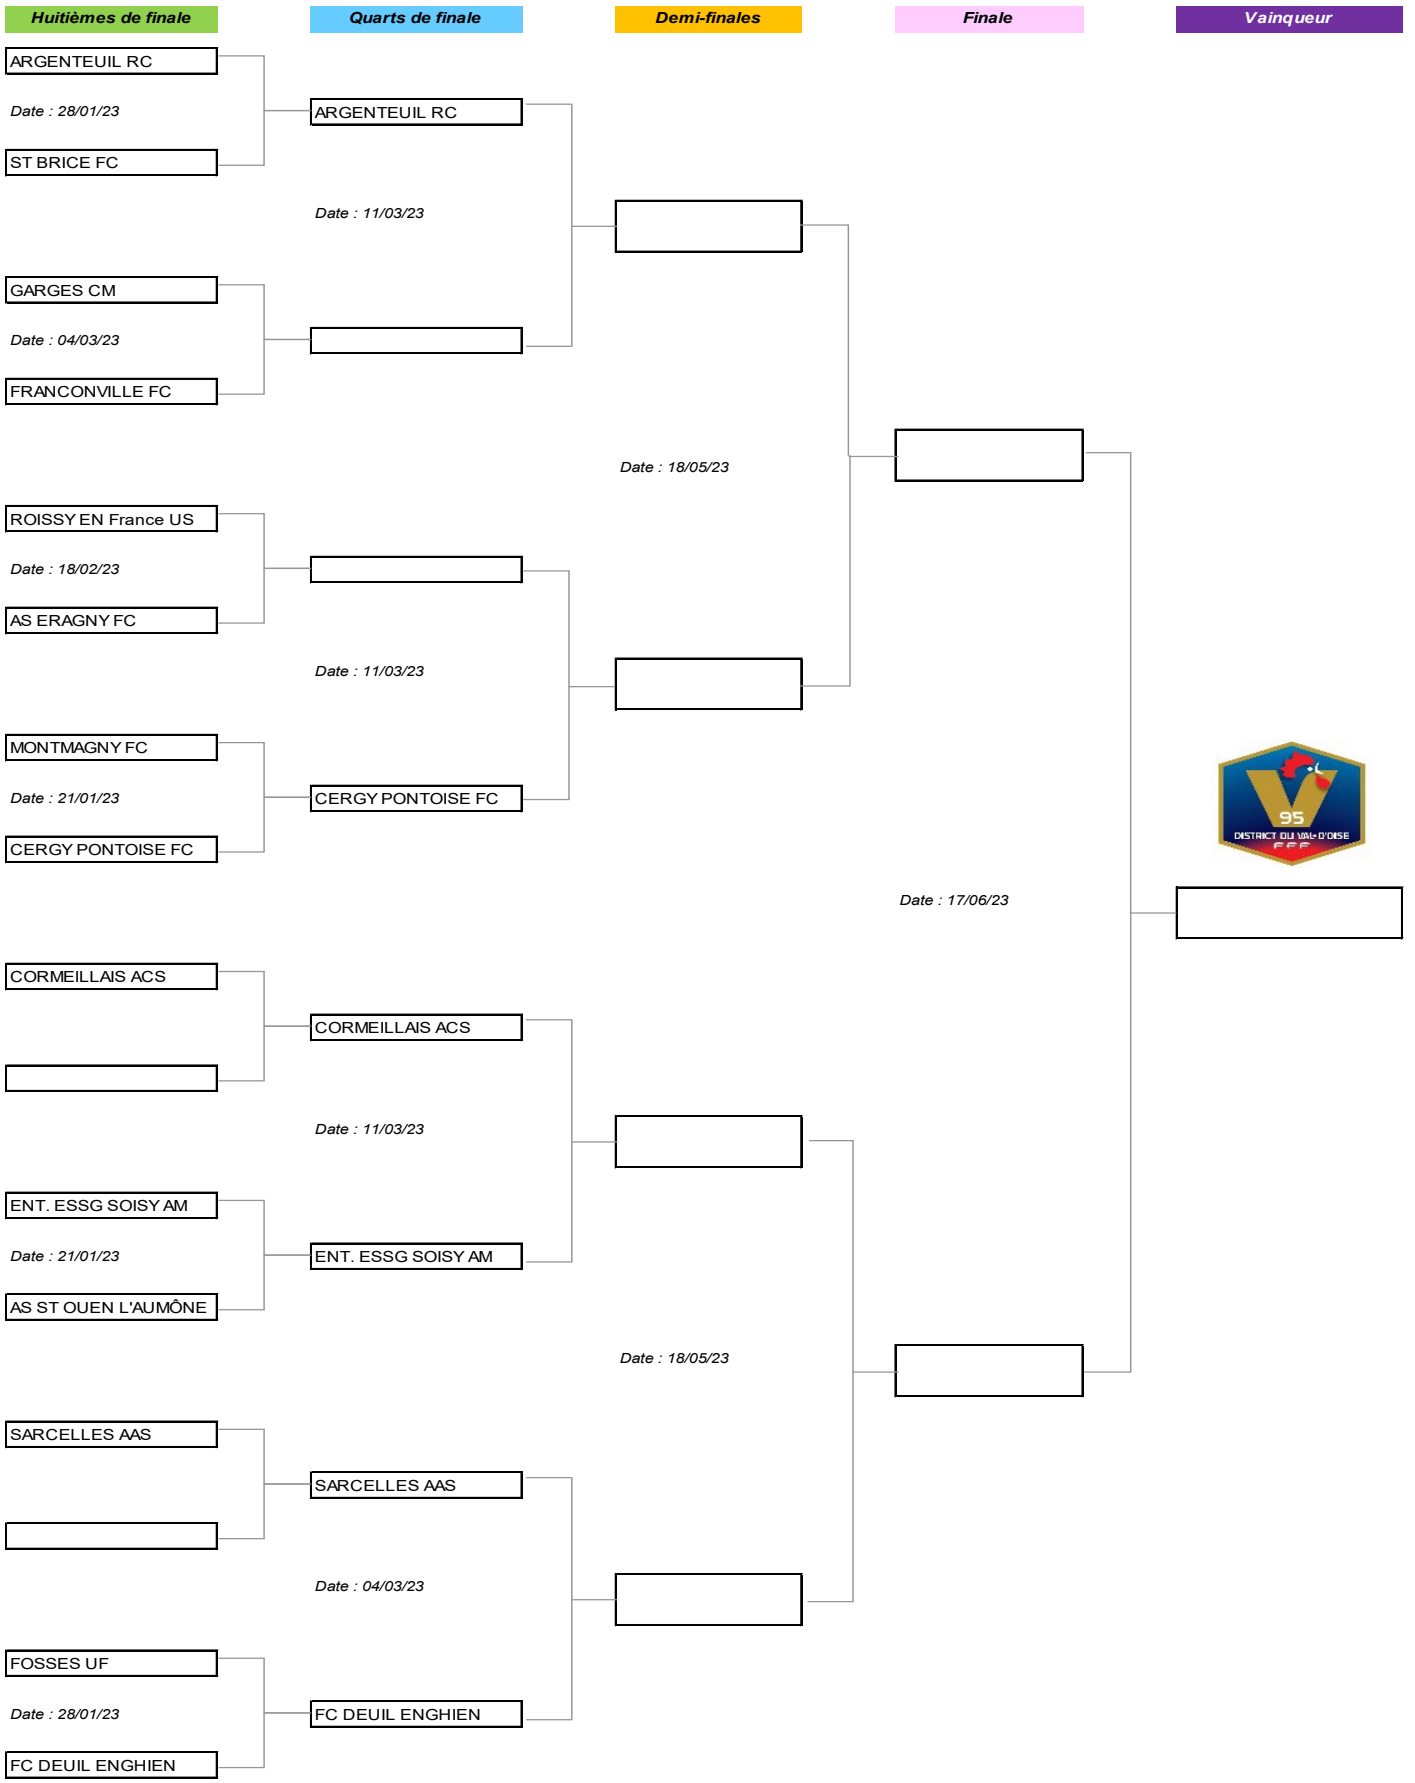 Huitièmes de finale
Quarts de finale
Demi-finales
Finale
Vainqueur
ARGENTEUIL RC
Date : 28/01/23
ARGENTEUIL RC
ST BRICE FC
Date : 11/03/23
GARGES CM
Date : 04/03/23
FRANCONVILLE FC
Date : 18/05/23
ROISSY EN France US
Date : 18/02/23
AS ERAGNY FC
Date : 11/03/23
MONTMAGNY FC
Date : 21/01/23
CERGY PONTOISE FC
CERGY PONTOISE FC
95
DISTRICT DU VAL-D'OISE
FFF
Date : 17/06/23
CORMEILLAIS ACS
CORMEILLAIS ACS
Date : 11/03/23
ENT. ESSG SOISY AM
Date : 21/01/23
ENT. ESSG SOISY AM
AS ST OUEN L'AUMÔNE
Date : 18/05/23
SARCELLES AAS
SARCELLES AAS
Date : 04/03/23
FOSSES UF
Date : 28/01/23
FC DEUIL ENGHIEN
FC DEUIL ENGHIEN